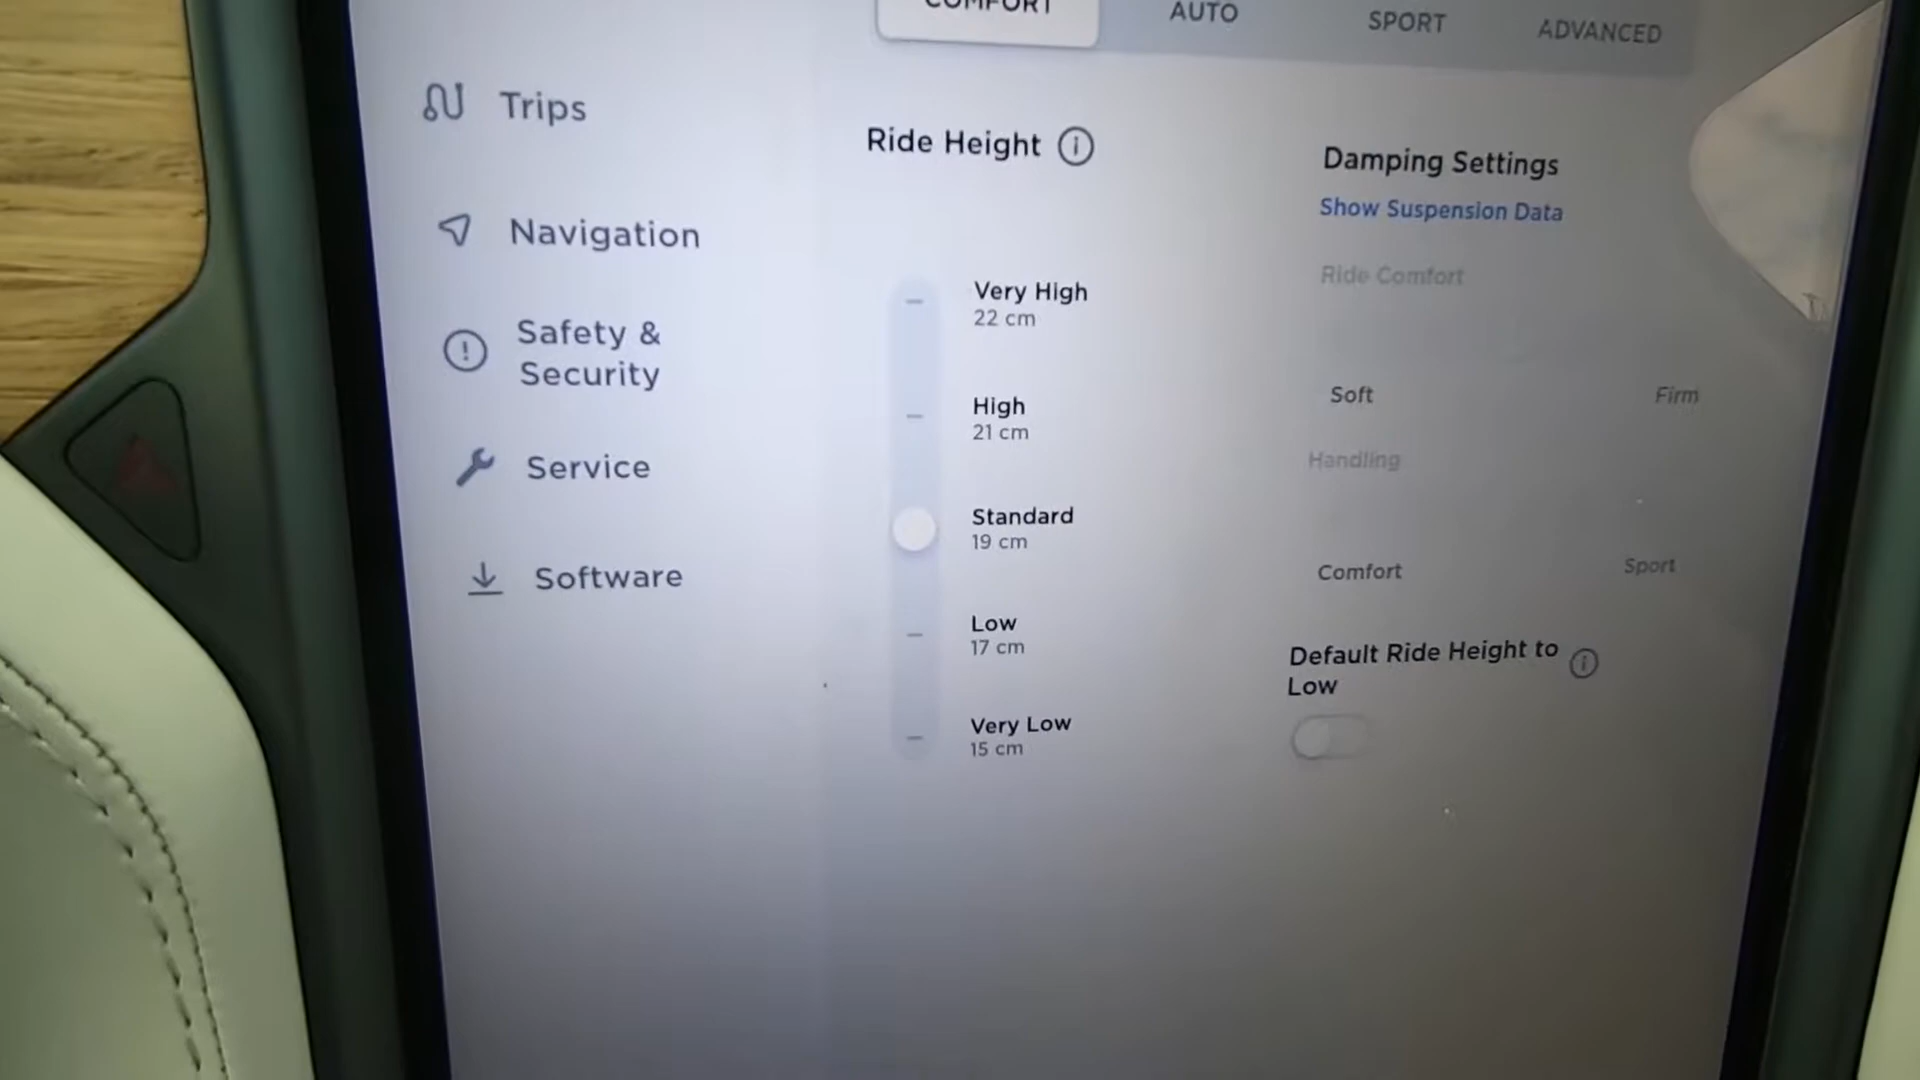 COMFORT
AUTO
SPORT
ADVANCED
Trips
Navigation
Safety &
Security
Service
Software
Ride Height
Very High
22 cm
High
21 cm
Standard
19 cm
Low
17 cm
Very Low
15 cm
Damping Settings
Show Suspension Data
Ride Comfort
Soft
Firm
Handling
Comfort
Sport
Default Ride Height to
Low